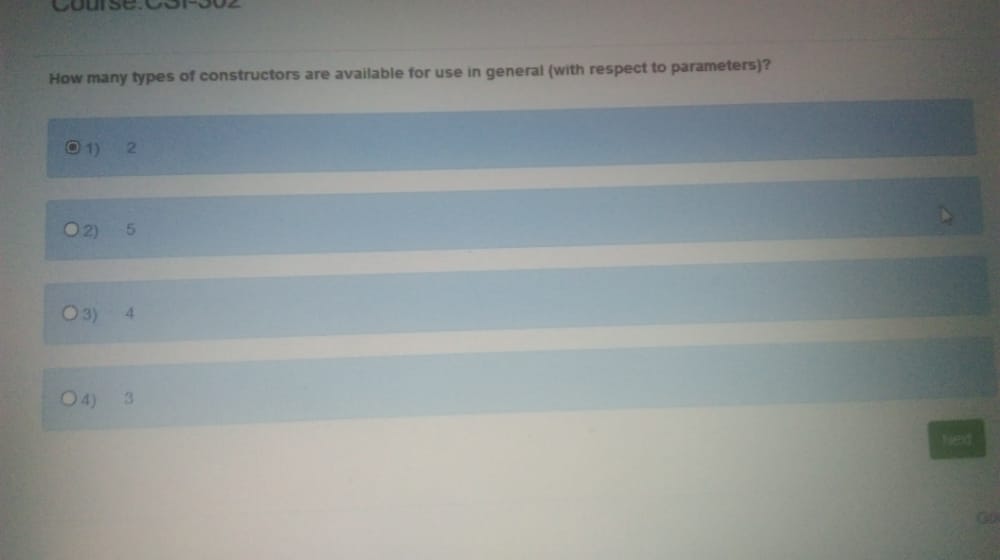 Course:CSI-302
How many types of constructors are available for use in general (with respect to parameters)?
1) 2
2) 5
3) 4
4) 3
Next